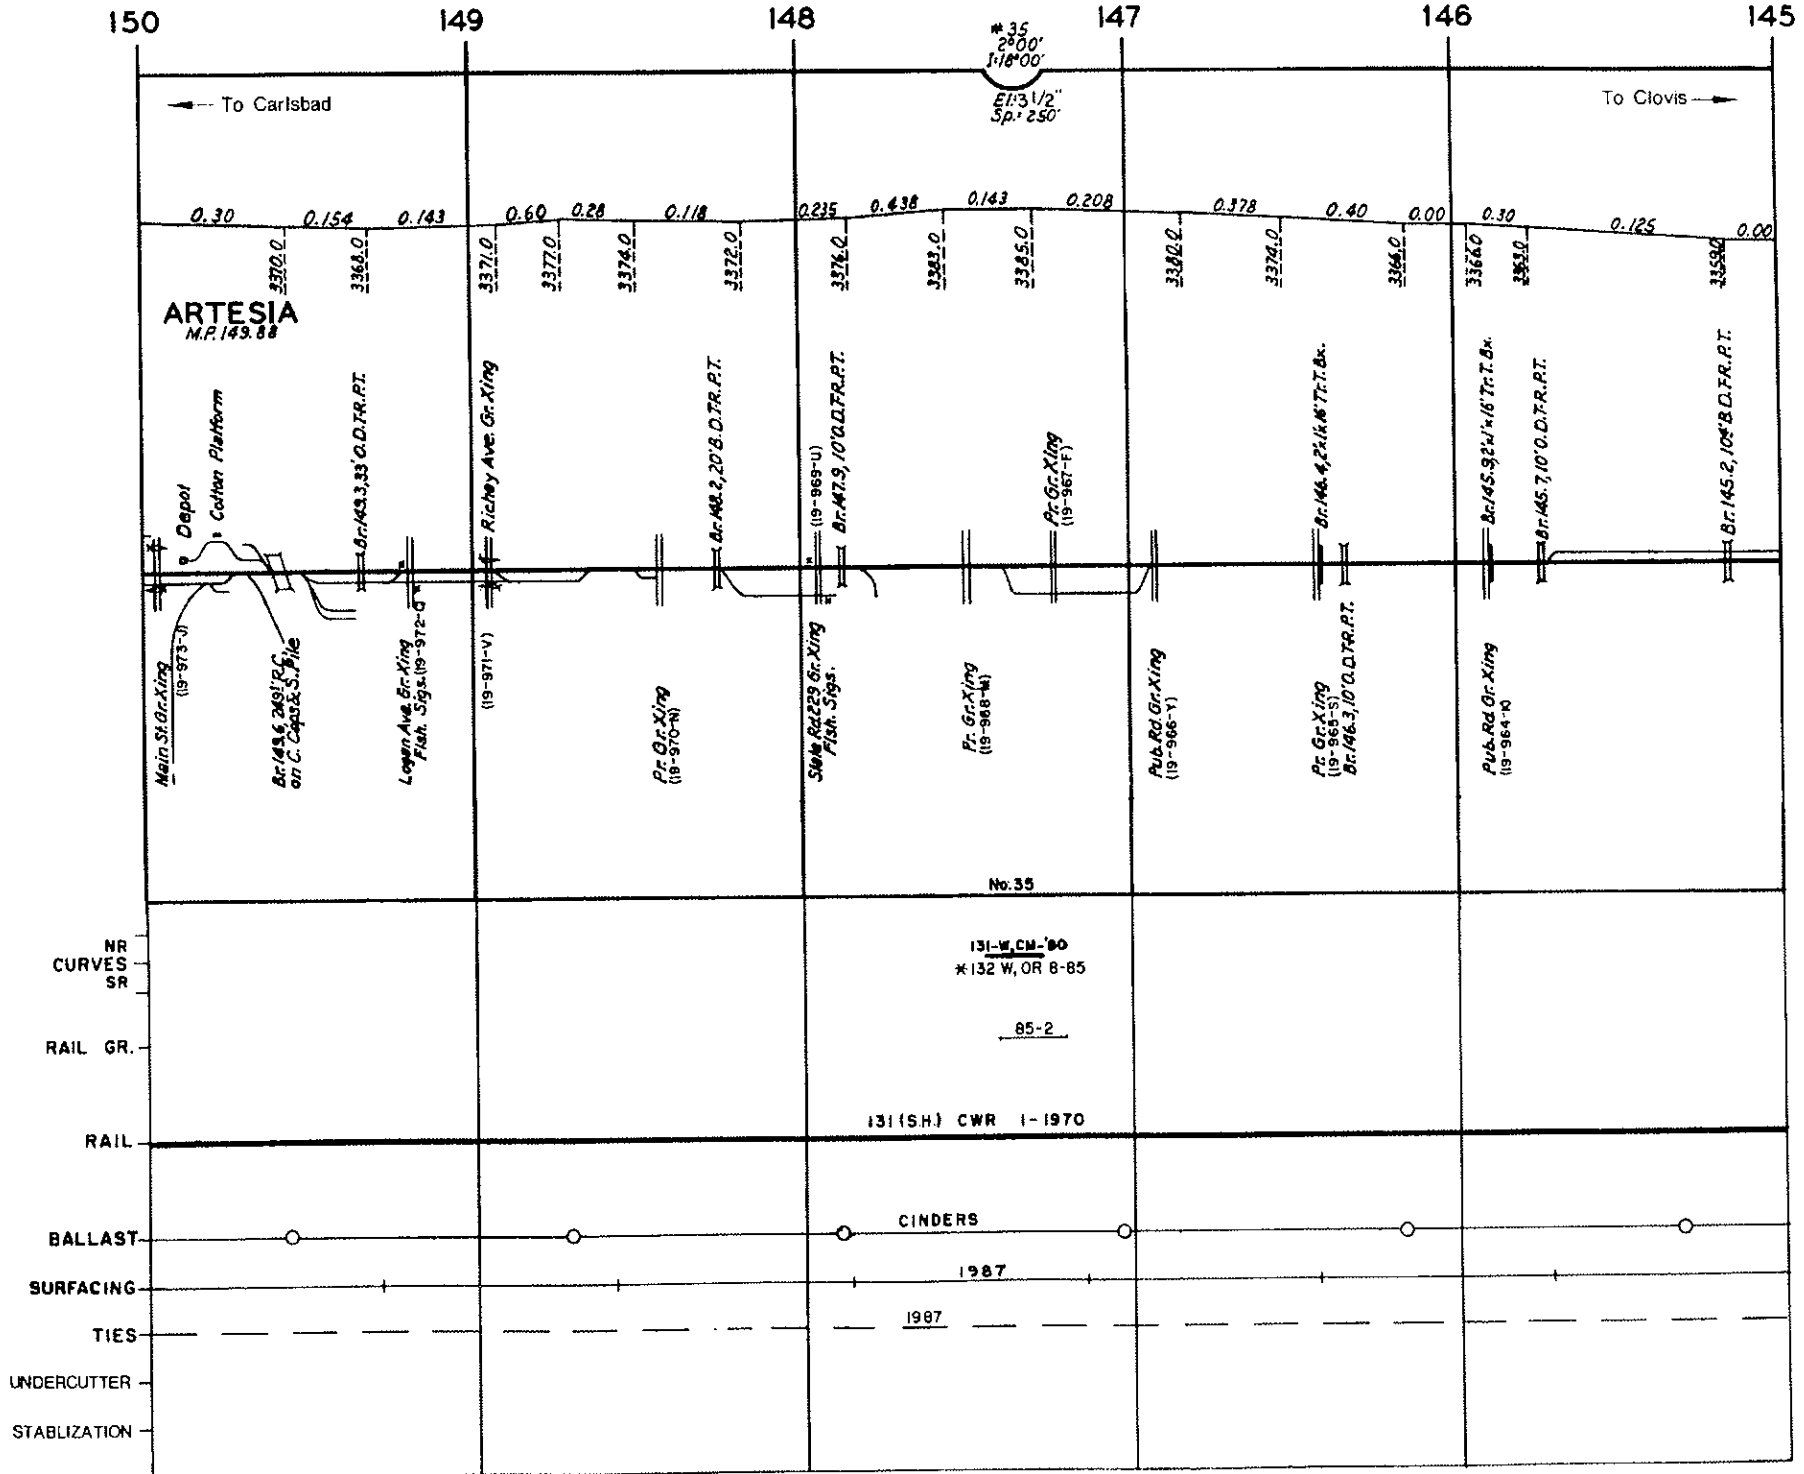 150 149 148 147 146 145
#35
2°00'
I:18°00'
El:3 1/2"
Sp.: 250'
To Carlsbad
To Clovis
0.30 0.154 0.143 0.60 0.28 0.118 0.235 0.438 0.143 0.208 0.378 0.40 0.00 0.30 0.125 0.00
3370.0 3368.0 3371.0 3377.0 3374.0 3372.0 3376.0 3383.0 3385.0 3380.0 3374.0 3366.0 3366.0 3363.0 3359.0
ARTESIA
M.P. 149.88
Depot
Cotton Platform
Br. 149.3, 33' O.D.T-R.P.T.
Richey Ave. Gr. Xing
Br. 148.2, 20' B.D.T-R.P.T.
(19-969-U)
Br. 147.9, 10' O.D.T-R.P.T.
Pr. Gr. Xing
(19-967-F)
Br. 146.4, 2'x1'x16' Tr. T. Bx.
Br. 145.9, 2'x1'x16' Tr. T. Bx.
Br. 145.7, 10' O.D.T-R.P.T.
Br. 145.2, B.D.T-R.P.T.
Main St. Gr. Xing
(19-973-J)
Br. 149.6, R.C.
on C. Caps & S. Pile
Logan Ave. Gr. Xing
Flsh. Sigs. (19-972-C)
(19-971-V)
Pr. Gr. Xing
(19-970-N)
State Rd. 229 Gr. Xing
Flsh. Sigs.
Pr. Gr. Xing
(19-968-M)
Pub. Rd. Gr. Xing
(19-966-Y)
Pr. Gr. Xing
(19-965-S)
Br. 146.3, 10' O.D.T-R.P.T.
Pub. Rd. Gr. Xing
(19-964-K)
No. 35
NR
CURVES
SR
131-W, CM-'80
*132 W, OR 8-85
RAIL GR.
85-2
RAIL
131 (S.H.) CWR 1-1970
BALLAST
CINDERS
SURFACING
1987
TIES
1987
UNDERCUTTER
STABLIZATION